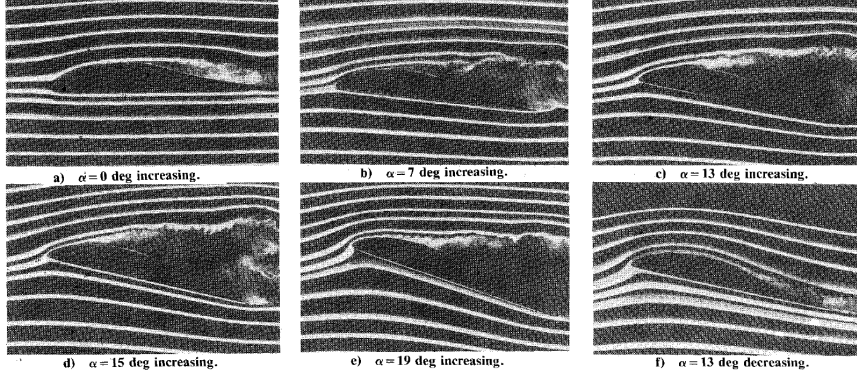 a) α = 0 deg increasing.
b) α = 7 deg increasing.
c) α = 13 deg increasing.
d) α = 15 deg increasing.
e) α = 19 deg increasing.
f) α = 13 deg decreasing.